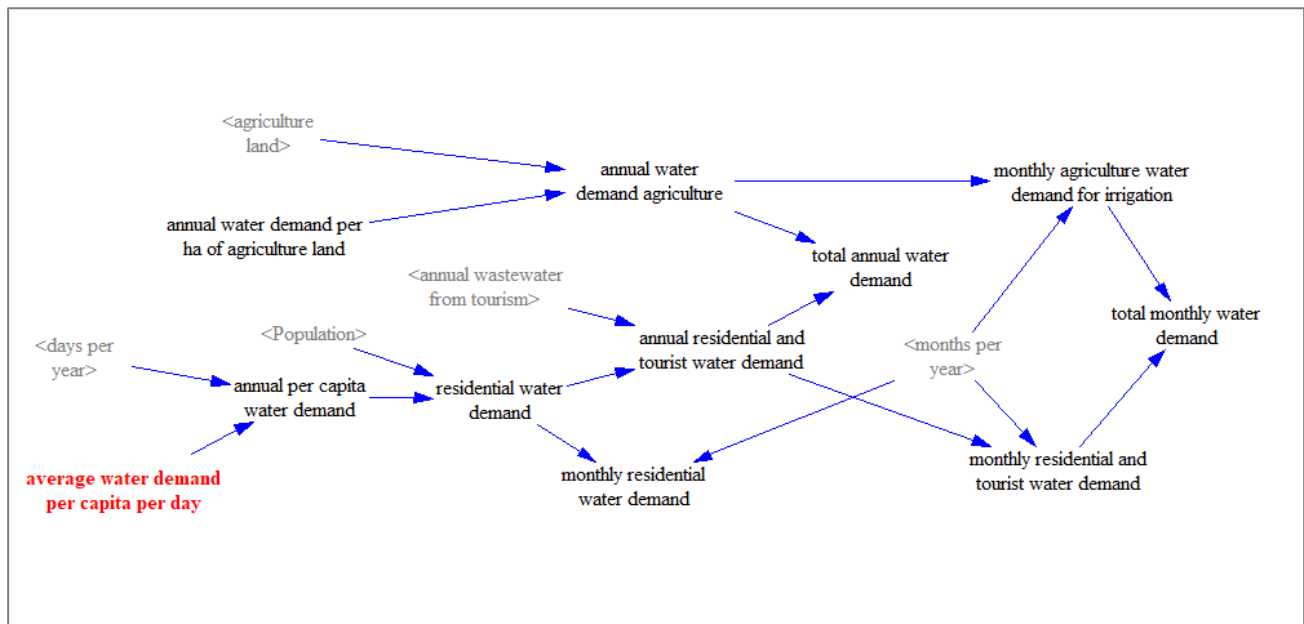 <agriculture
land>
annual water
demand agriculture
monthly agriculture water
demand for irrigation
annual water demand per
ha of agriculture land
total annual water
demand
<annual wastewater
from tourism>
<Population>
<days per
year>
annual residential and
tourist water demand
<months per
year>
total monthly water
demand
annual per capita
water demand
residential water
demand
average water demand
per capita per day
monthly residential
water demand
monthly residential and
tourist water demand